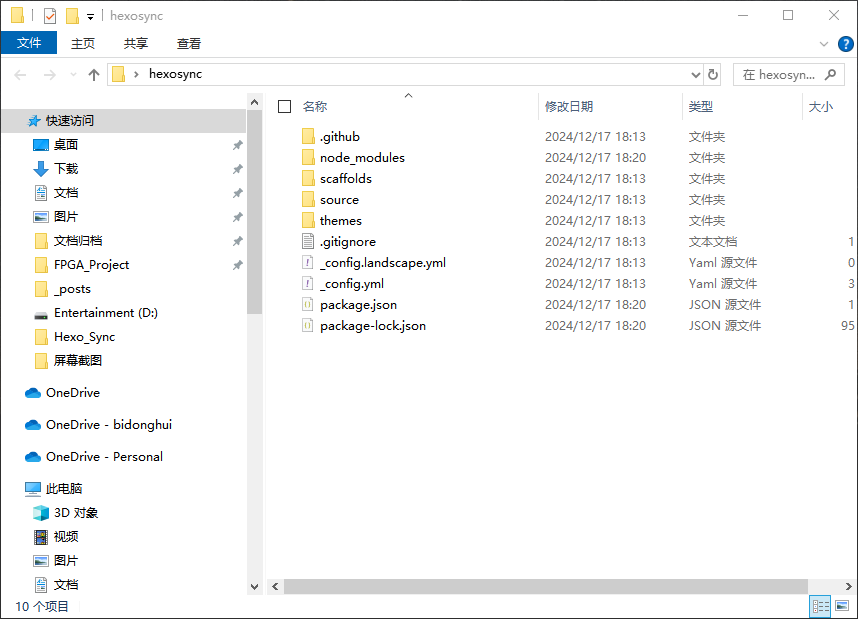 hexosync
文件 主页 共享 查看
hexosync 在 hexosyn...
名称 修改日期 类型 大小
快速访问
桌面
下载
文档
图片
文档归档
FPGA_Project
_posts
Entertainment (D:)
Hexo_Sync
屏幕截图
OneDrive
OneDrive - bidonghui
OneDrive - Personal
此电脑
3D 对象
视频
图片
文档
.github 2024/12/17 18:13 文件夹
node_modules 2024/12/17 18:20 文件夹
scaffolds 2024/12/17 18:13 文件夹
source 2024/12/17 18:13 文件夹
themes 2024/12/17 18:13 文件夹
.gitignore 2024/12/17 18:13 文本文档 1
_config.landscape.yml 2024/12/17 18:13 Yaml 源文件 0
_config.yml 2024/12/17 18:13 Yaml 源文件 3
package.json 2024/12/17 18:20 JSON 源文件 1
package-lock.json 2024/12/17 18:20 JSON 源文件 95
10 个项目